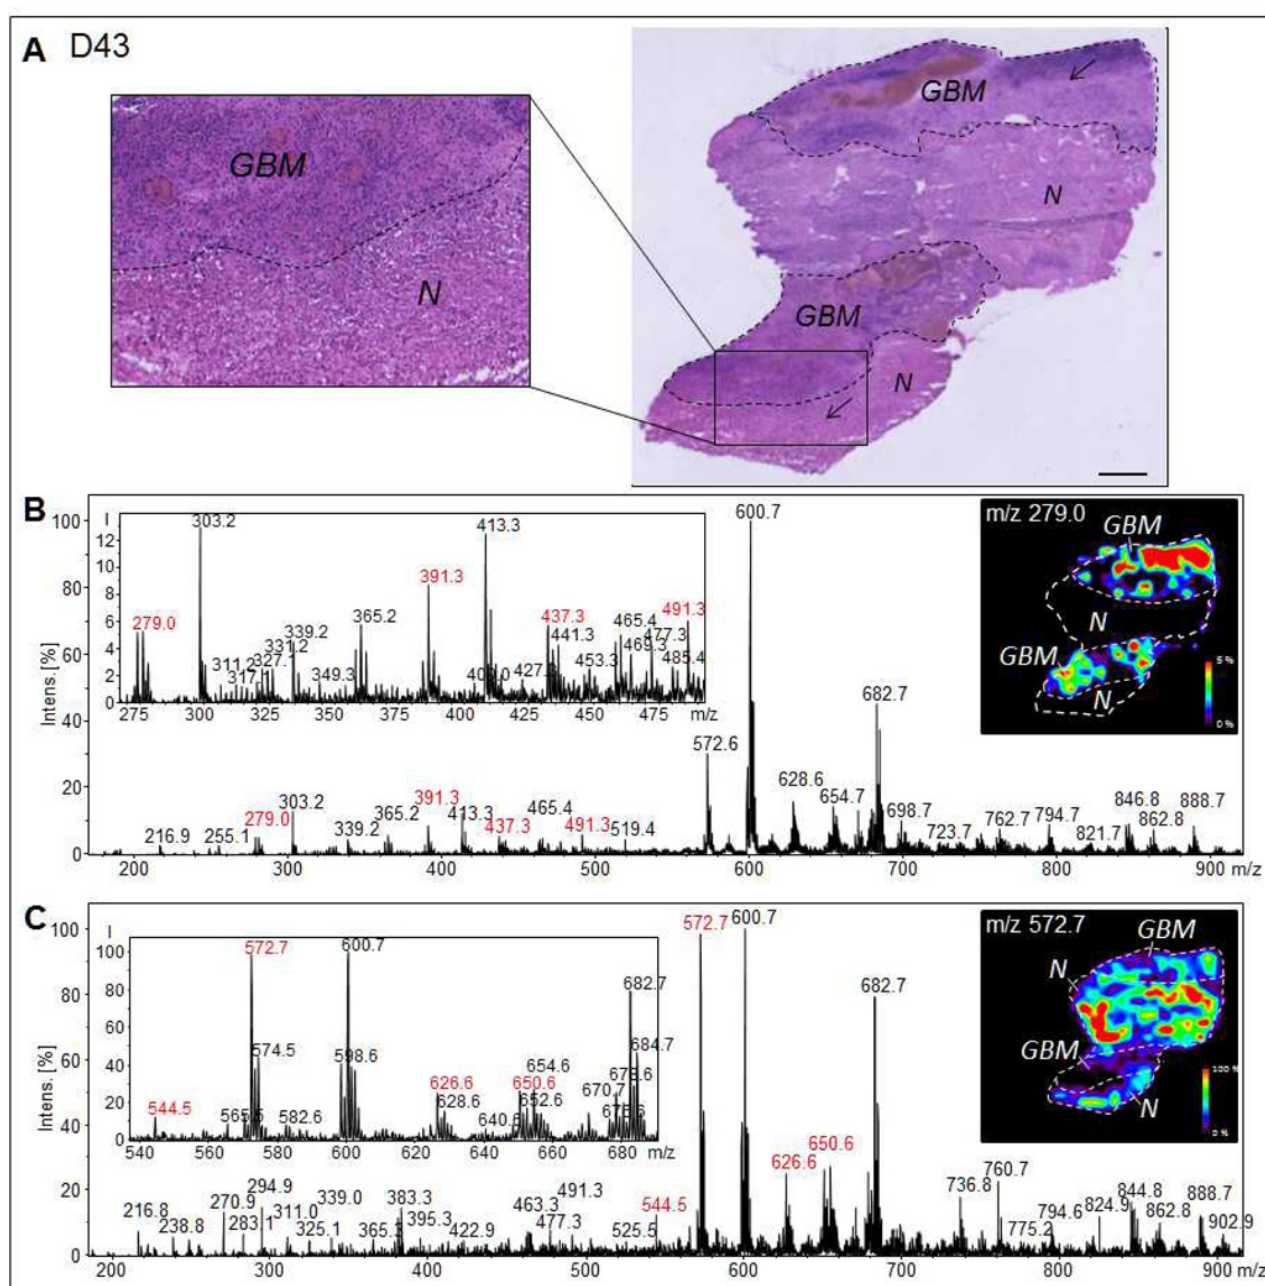 A D43
GBM
N
GBM
N
GBM
N
B
Intens. [%]
100
80
60
40
20
0
200 300 400 500 600 700 800 900 m/z
216.9 255.1 279.0 303.2 339.2 365.2 391.3 413.3 437.3 465.4 491.3 519.4 572.6 600.7 628.6 654.7 682.7 698.7 723.7 762.7 794.7 821.7 846.8 862.8 888.7
I
12
10
8
6
4
2
0
275 300 325 350 375 400 425 450 475 m/z
279.0 303.2 311.2 327.1 331.2 339.2 349.3 365.2 391.3 413.3 427.3 437.3 441.3 453.3 465.4 469.3 477.3 485.4 491.3
m/z 279.0
GBM
N
GBM
N
5 %
0 %
C
Intens. [%]
100
80
60
40
20
0
200 300 400 500 600 700 800 900 m/z
216.8 238.8 270.9 283.1 294.9 311.0 325.1 339.0 365.3 383.3 395.3 422.9 463.3 477.3 491.3 525.5 544.5 572.7 600.7 626.6 650.6 682.7 736.8 760.7 775.2 794.6 824.9 844.8 862.8 888.7 902.9
I
100
80
60
40
20
0
540 560 580 600 620 640 660 680 m/z
544.5 572.7 574.5 582.6 598.6 600.7 626.6 628.6 650.6 652.6 654.6 670.7 682.7 684.7
m/z 572.7
GBM
N
GBM
N
100 %
0 %